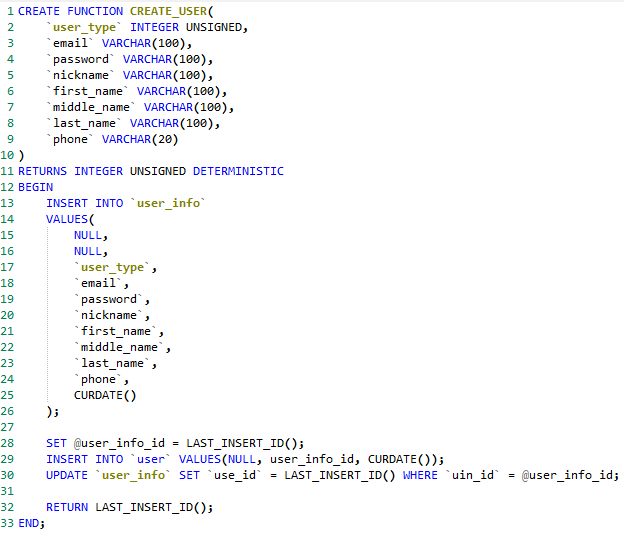 1 CREATE FUNCTION CREATE_USER(
2     `user_type` INTEGER UNSIGNED,
3     `email` VARCHAR(100),
4     `password` VARCHAR(100),
5     `nickname` VARCHAR(100),
6     `first_name` VARCHAR(100),
7     `middle_name` VARCHAR(100),
8     `last_name` VARCHAR(100),
9     `phone` VARCHAR(20)
10 )
11 RETURNS INTEGER UNSIGNED DETERMINISTIC
12 BEGIN
13     INSERT INTO `user_info`
14     VALUES(
15         NULL,
16         NULL,
17         `user_type`,
18         `email`,
19         `password`,
20         `nickname`,
21         `first_name`,
22         `middle_name`,
23         `last_name`,
24         `phone`,
25         CURDATE()
26     );
27
28     SET @user_info_id = LAST_INSERT_ID();
29     INSERT INTO `user` VALUES(NULL, user_info_id, CURDATE());
30     UPDATE `user_info` SET `use_id` = LAST_INSERT_ID() WHERE `uin_id` = @user_info_id;
31
32     RETURN LAST_INSERT_ID();
33 END;